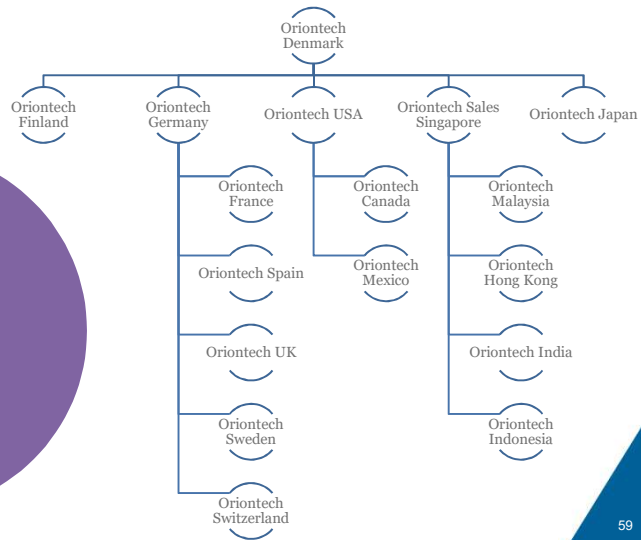 Oriontech
Denmark
Oriontech
Finland
Oriontech
Germany
Oriontech USA
Oriontech Sales
Singapore
Oriontech Japan
Oriontech
France
Oriontech Spain
Oriontech UK
Oriontech
Sweden
Oriontech
Switzerland
Oriontech
Canada
Oriontech
Mexico
Oriontech
Malaysia
Oriontech
Hong Kong
Oriontech India
Oriontech
Indonesia
59